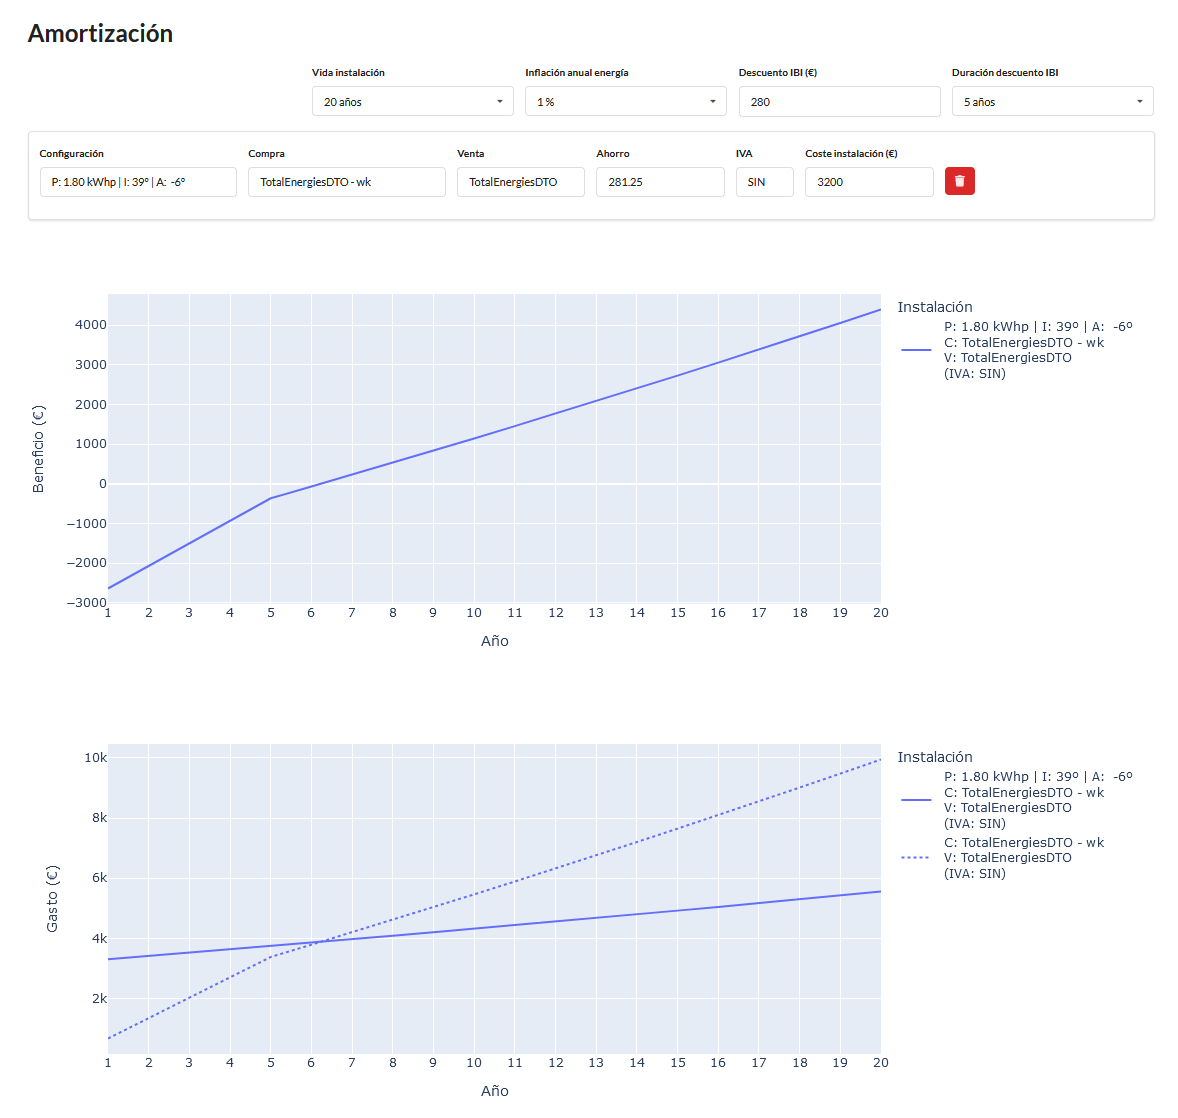 Amortización
Vida instalación
Inflación anual energía
Descuento IBI (€)
Duración descuento IBI
20 años
1 %
280
5 años
Configuración
Compra
Venta
Ahorro
IVA
Coste instalación (€)
P: 1.80 kWhp | I: 39º | A: -6º
TotalEnergiesDTO - wk
TotalEnergiesDTO
281.25
SIN
3200
Beneficio (€)
4000
3000
2000
1000
0
−1000
−2000
−3000
1 2 3 4 5 6 7 8 9 10 11 12 13 14 15 16 17 18 19 20
Año
Instalación
P: 1.80 kWhp | I: 39º | A: -6º
C: TotalEnergiesDTO - wk
V: TotalEnergiesDTO
(IVA: SIN)
Gasto (€)
10k
8k
6k
4k
2k
1 2 3 4 5 6 7 8 9 10 11 12 13 14 15 16 17 18 19 20
Año
Instalación
P: 1.80 kWhp | I: 39º | A: -6º
C: TotalEnergiesDTO - wk
V: TotalEnergiesDTO
(IVA: SIN)
C: TotalEnergiesDTO - wk
V: TotalEnergiesDTO
(IVA: SIN)